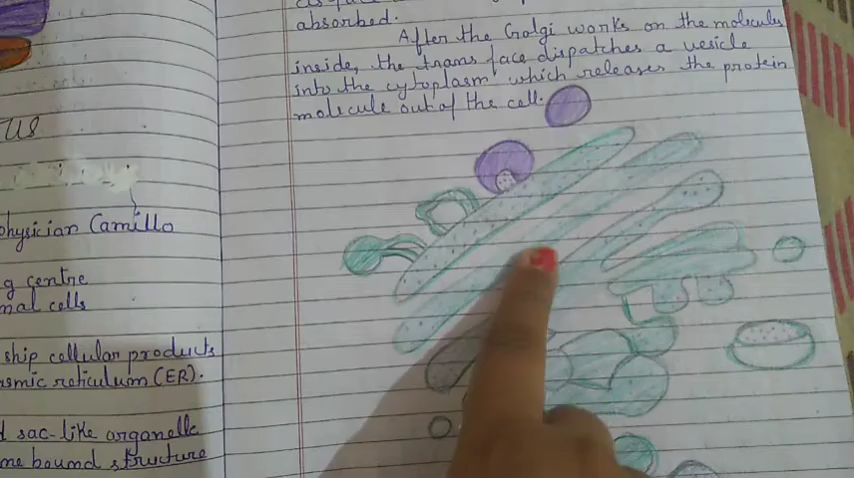 absorbed.
After the Golgi works on the molecules
inside, the trans face dispatches a vesicle
into the cytoplasm which releases the protein
molecule out of the cell.
us
physician Camillo
g centre
mal cells
ship cellular products
smic reticulum (ER).
d sac-like organelle
me bound structure